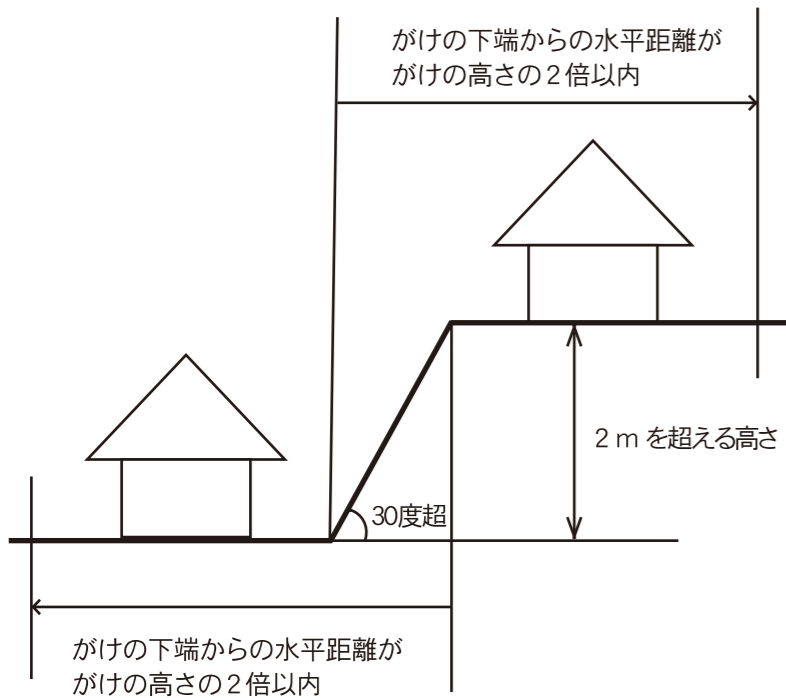 がけの下端からの水平距離が
がけの高さの２倍以内
２ｍを超える高さ
30度超
がけの下端からの水平距離が
がけの高さの２倍以内